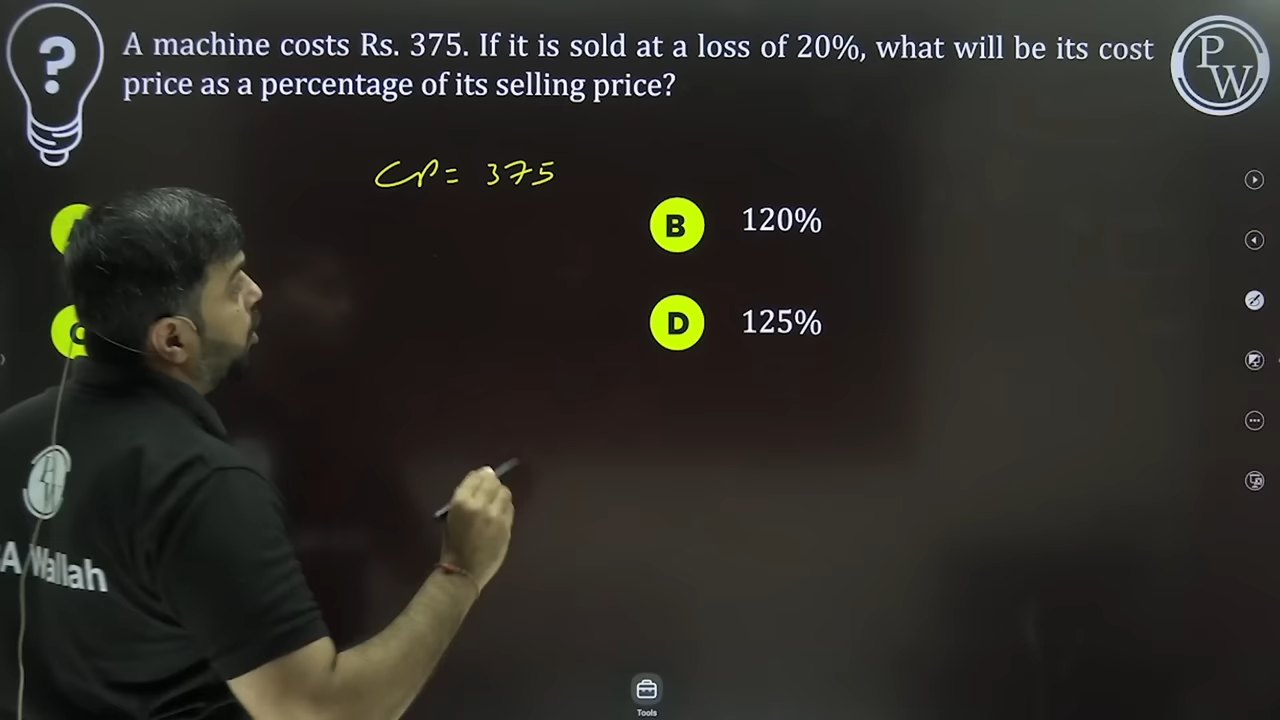 ?
A machine costs Rs. 375. If it is sold at a loss of 20%, what will be its cost
price as a percentage of its selling price?
P
W
CP = 375
B 120%
C
D 125%
A Wallah
Tools